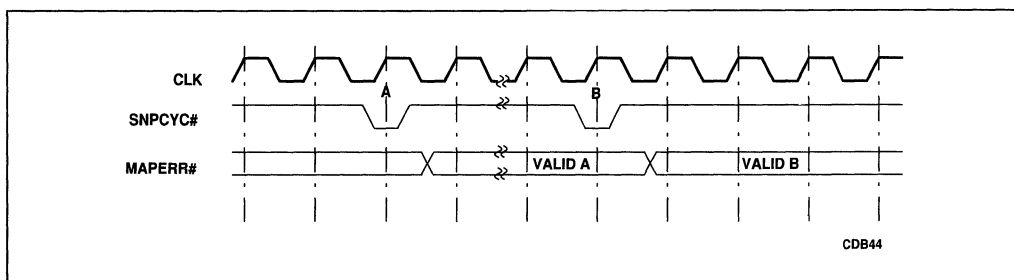 CLK
A
B
SNPCYC#
MAPERR#
VALID A
VALID B
CDB44